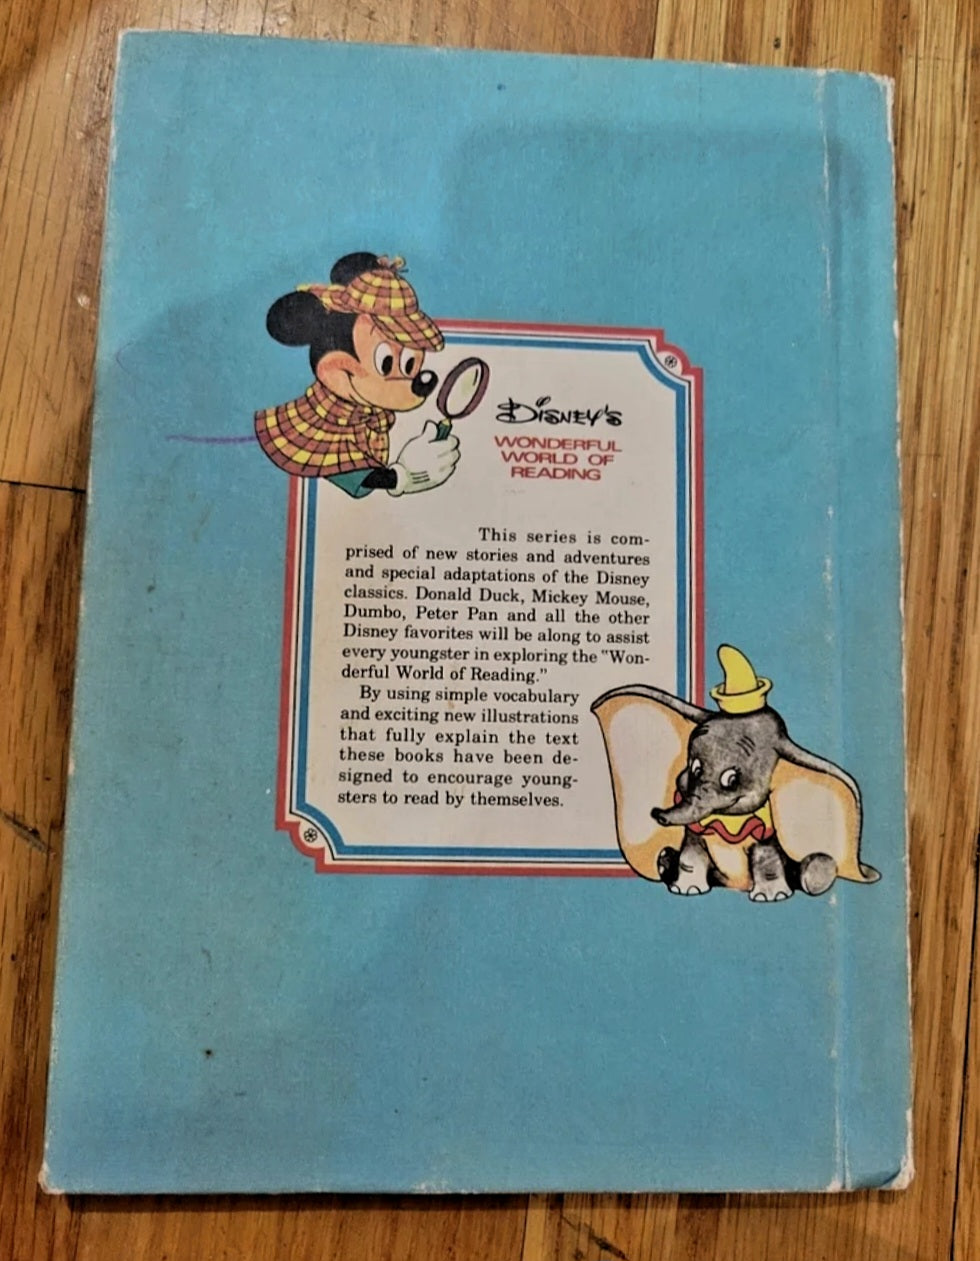 Disney's
WONDERFUL
WORLD OF
READING
This series is com-
prised of new stories and adventures
and special adaptations of the Disney
classics. Donald Duck, Mickey Mouse,
Dumbo, Peter Pan and all the other
Disney favorites will be along to assist
every youngster in exploring the "Won-
derful World of Reading."
By using simple vocabulary
and exciting new illustrations
that fully explain the text
these books have been de-
signed to encourage young-
sters to read by themselves.